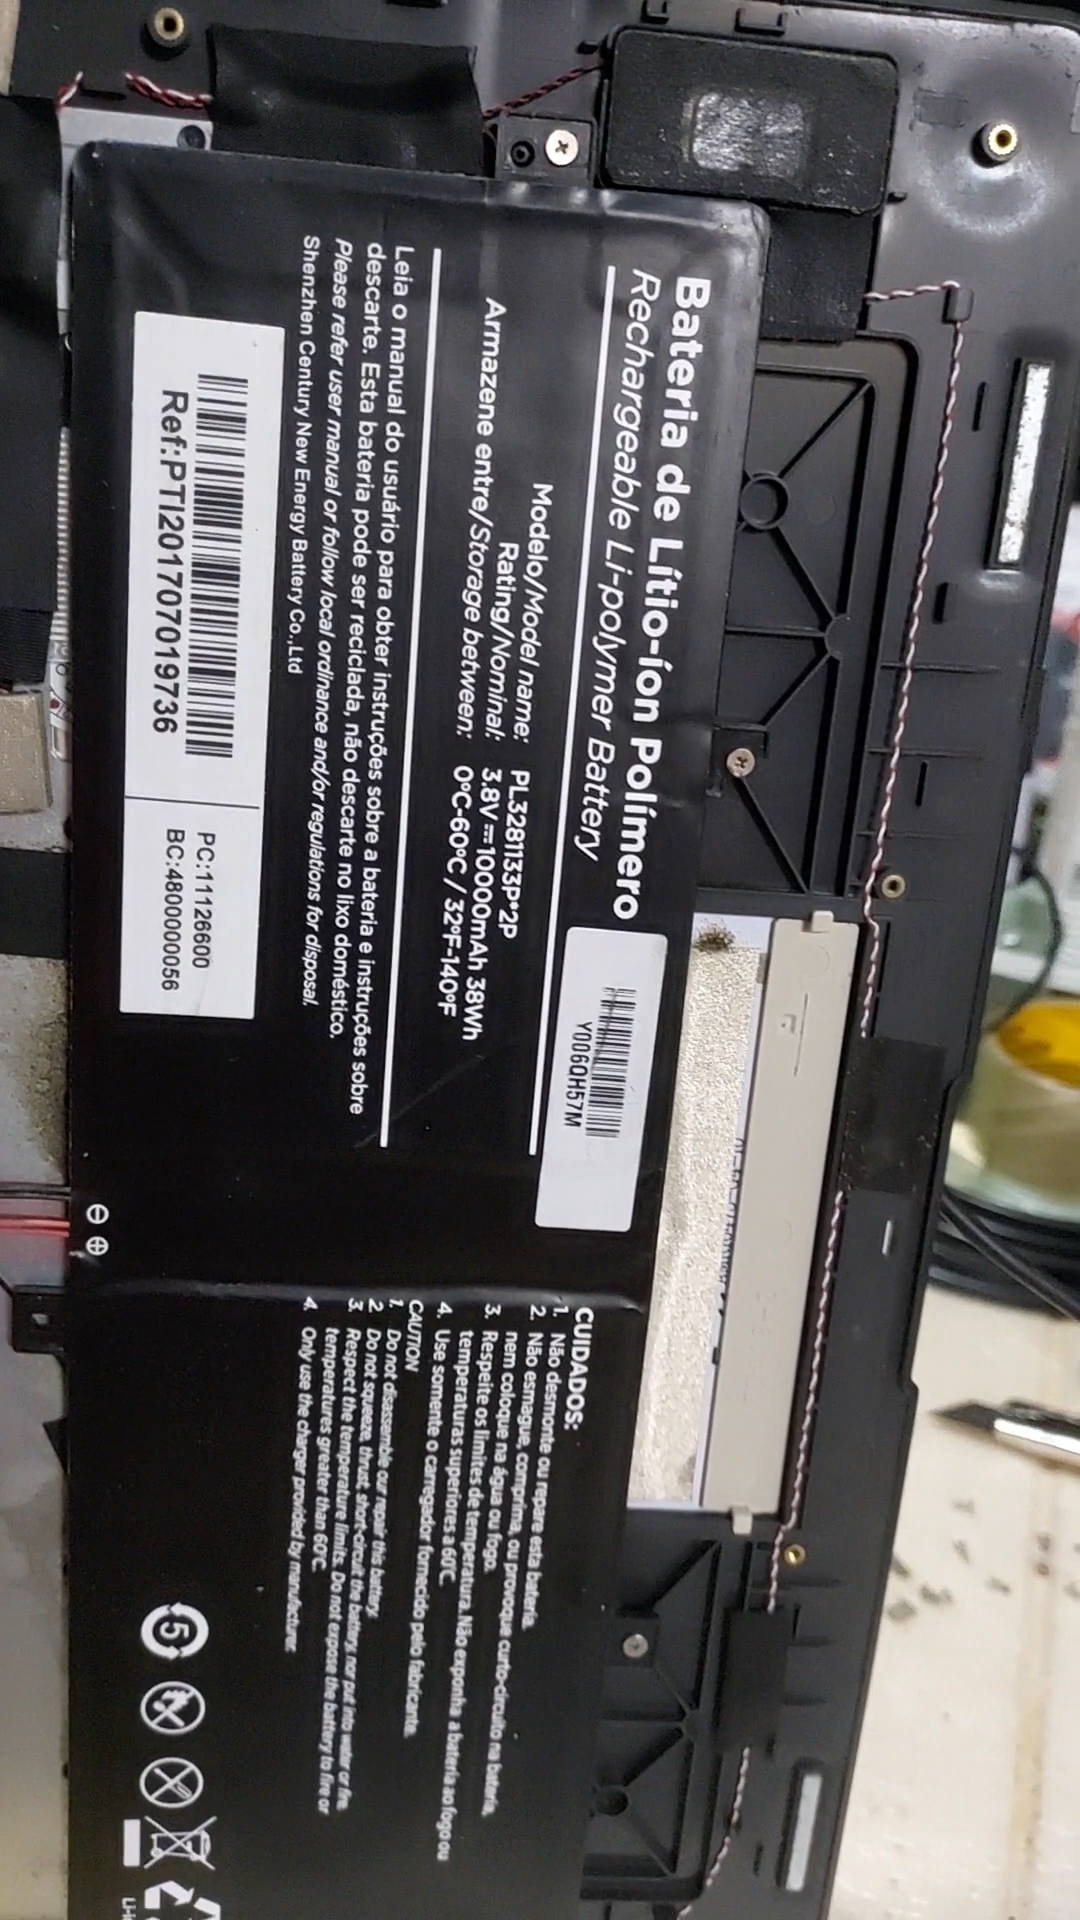 Bateria de Lítio-íon Polímero
Rechargeable Li-polymer Battery
Y006QH57M
Modelo/Model name: PL3281133P*2P
Rating/Nominal: 3.8V⎓10000mAh 38Wh
Armazene entre/Storage between: 0ºC-60ºC / 32ºF-140ºF
Leia o manual do usuário para obter instruções sobre a bateria e instruções sobre
descarte. Esta bateria pode ser reciclada, não descarte no lixo doméstico.
Please refer user manual or follow local ordinance and/or regulations for disposal.
Shenzhen Century New Energy Battery Co.,Ltd
Ref:PTI201707019736
PC:11126600
BC:4800000056
⊖ ⊕
CUIDADOS:
1. Não desmonte ou repare esta bateria.
2. Não esmague, comprima, ou provoque curto-circuito na bateria,
nem coloque na água ou fogo.
3. Respeite os limites de temperatura. Não exponha a bateria ao fogo ou
temperaturas superiores a 60°C.
4. Use somente o carregador fornecido pelo fabricante.
CAUTION
1. Do not disassemble our repair this battery.
2. Do not squeeze, thrust, short-circuit the battery, nor put into water or fire.
3. Respect the temperature limits. Do not expose the battery to fire or
temperatures greater than 60°C.
4. Only use the charger provided by manufacturer.
5